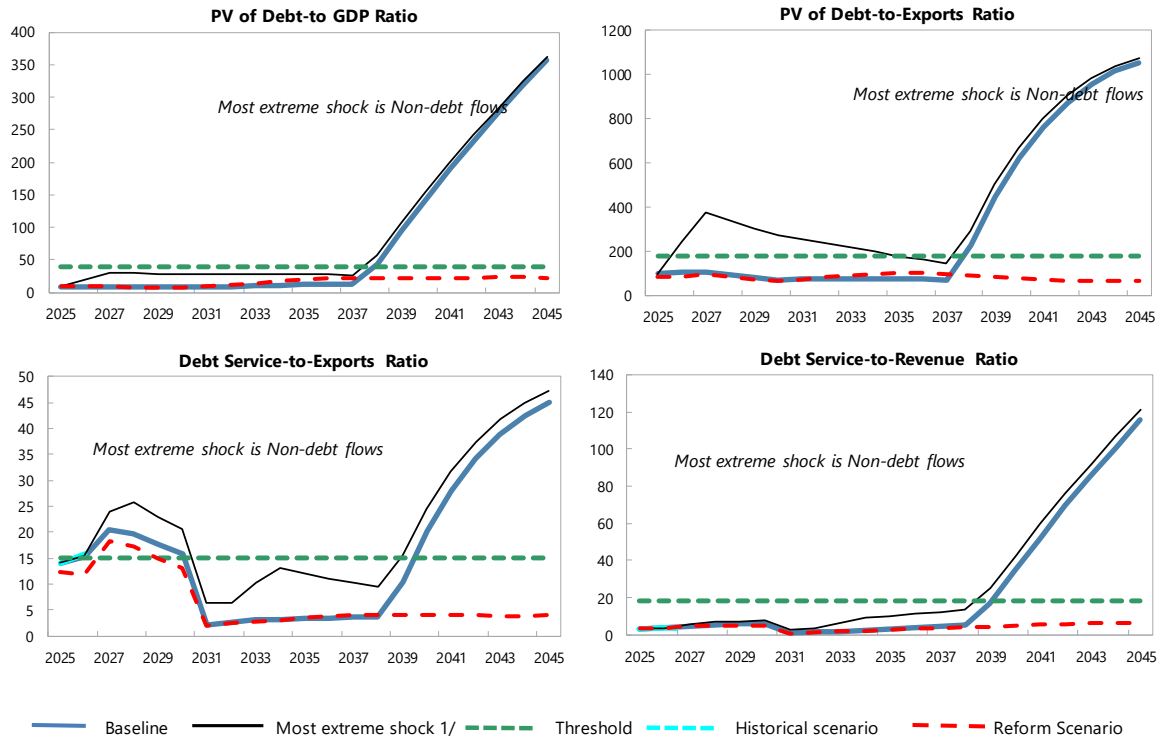 PV of Debt-to GDP Ratio
400
350
300
250
200
150
100
50
0
Most extreme shock is Non-debt flows
2025 2027 2029 2031 2033 2035 2037 2039 2041 2043 2045
PV of Debt-to-Exports Ratio
1200
1000
800
600
400
200
0
Most extreme shock is Non-debt flows
2025 2027 2029 2031 2033 2035 2037 2039 2041 2043 2045
Debt Service-to-Exports Ratio
50
45
40
35
30
25
20
15
10
5
0
Most extreme shock is Non-debt flows
2025 2027 2029 2031 2033 2035 2037 2039 2041 2043 2045
Debt Service-to-Revenue Ratio
140
120
100
80
60
40
20
0
Most extreme shock is Non-debt flows
2025 2027 2029 2031 2033 2035 2037 2039 2041 2043 2045
Baseline Most extreme shock 1/ Threshold Historical scenario Reform Scenario